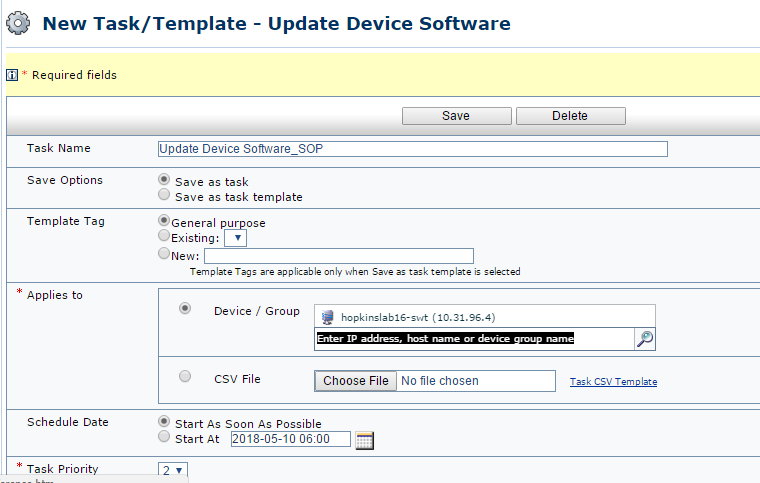 New Task/Template - Update Device Software
* Required fields
Save Delete
Task Name Update Device Software_SOP
Save Options Save as task
Save as task template
Template Tag General purpose
Existing:
New:
Template Tags are applicable only when Save as task template is selected
* Applies to Device / Group hopkinslab16-swt (10.31.96.4)
Enter IP address, host name or device group name
CSV File Choose File No file chosen Task CSV Template
Schedule Date Start As Soon As Possible
Start At 2018-05-10 06:00
* Task Priority 2